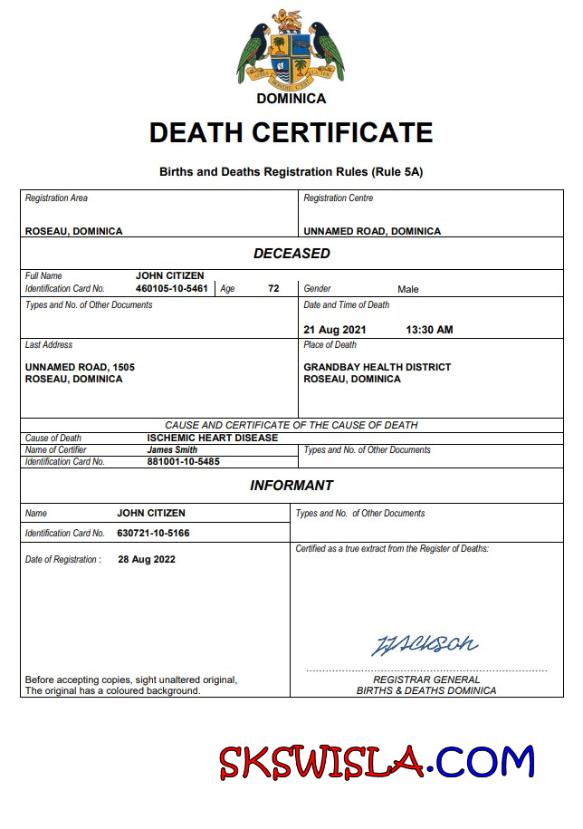 DOMINICA
DEATH CERTIFICATE
Births and Deaths Registration Rules (Rule 5A)
Registration Area
Registration Centre
ROSEAU, DOMINICA
UNNAMED ROAD, DOMINICA
DECEASED
Full Name JOHN CITIZEN
Identification Card No. 460105-10-5461 Age 72 Gender Male
Types and No. of Other Documents
Date and Time of Death
21 Aug 2021 13:30 AM
Last Address
Place of Death
UNNAMED ROAD, 1505
ROSEAU, DOMINICA
GRANDBAY HEALTH DISTRICT
ROSEAU, DOMINICA
CAUSE AND CERTIFICATE OF THE CAUSE OF DEATH
Cause of Death ISCHEMIC HEART DISEASE
Name of Certifier James Smith
Types and No. of Other Documents
Identification Card No. 881001-10-5485
INFORMANT
Name JOHN CITIZEN
Types and No. of Other Documents
Identification Card No. 630721-10-5166
Certified as a true extract from the Register of Deaths:
Date of Registration : 28 Aug 2022
JJackson
Before accepting copies, sight unaltered original,
The original has a coloured background.
REGISTRAR GENERAL
BIRTHS & DEATHS DOMINICA
SKSWISLA.COM